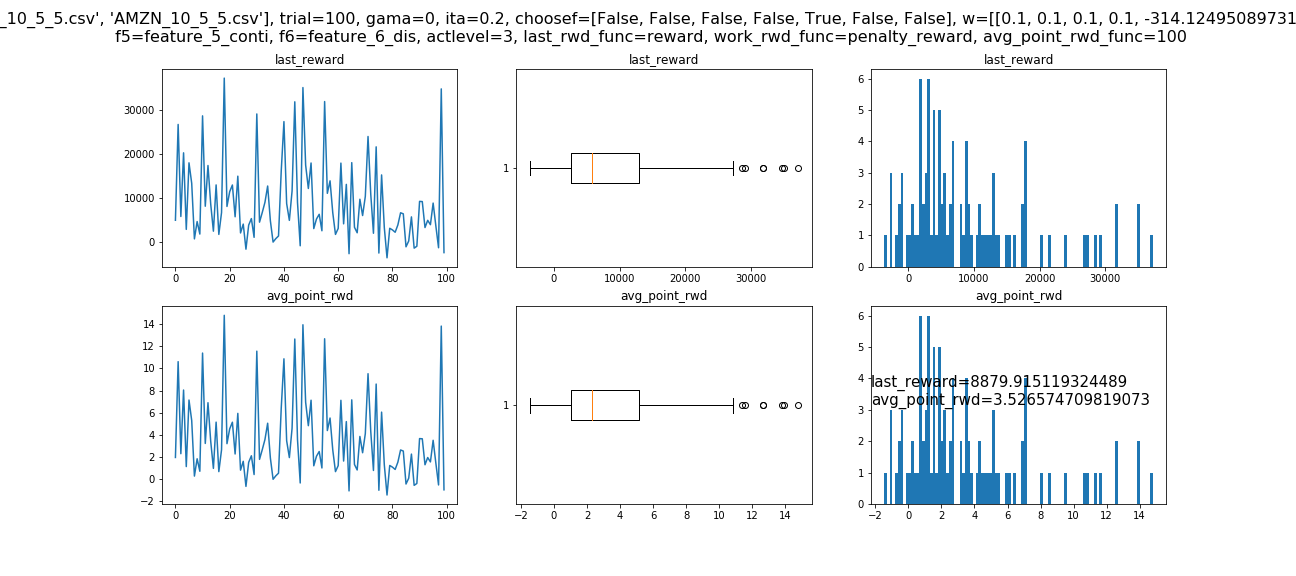 _10_5_5.csv', 'AMZN_10_5_5.csv'], trial=100, gama=0, ita=0.2, choosef=[False, False, False, False, True, False, False], w=[[0.1, 0.1, 0.1, 0.1, -314.12495089731
f5=feature_5_conti, f6=feature_6_dis, actlevel=3, last_rwd_func=reward, work_rwd_func=penalty_reward, avg_point_rwd_func=100
last_reward last_reward last_reward
30000
20000
10000
0
0 20 40 60 80 100
1
0 10000 20000 30000
6
5
4
3
2
1
0
0 10000 20000 30000
avg_point_rwd avg_point_rwd avg_point_rwd
14
12
10
8
6
4
2
0
−2
0 20 40 60 80 100
1
−2 0 2 4 6 8 10 12 14
6
5
4
3
2
1
0
last_reward=8879.915119324489
avg_point_rwd=3.526574709819073
−2 0 2 4 6 8 10 12 14